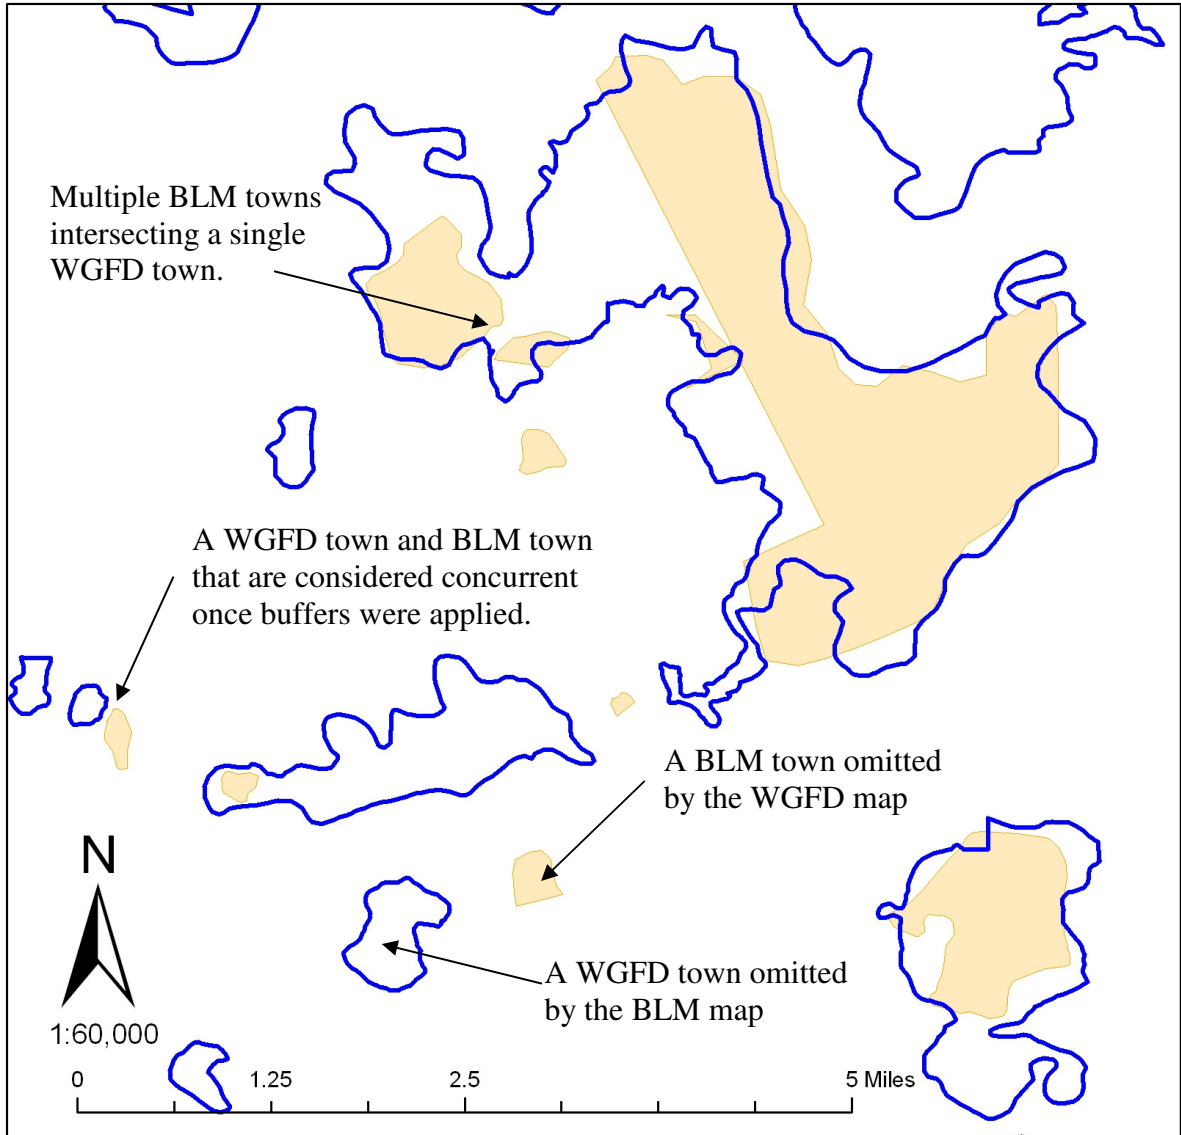 Multiple BLM towns
intersecting a single
WGFD town.
A WGFD town and BLM town
that are considered concurrent
once buffers were applied.
A BLM town omitted
by the WGFD map
A WGFD town omitted
by the BLM map
N
1:60,000
0 1.25 2.5 5 Miles